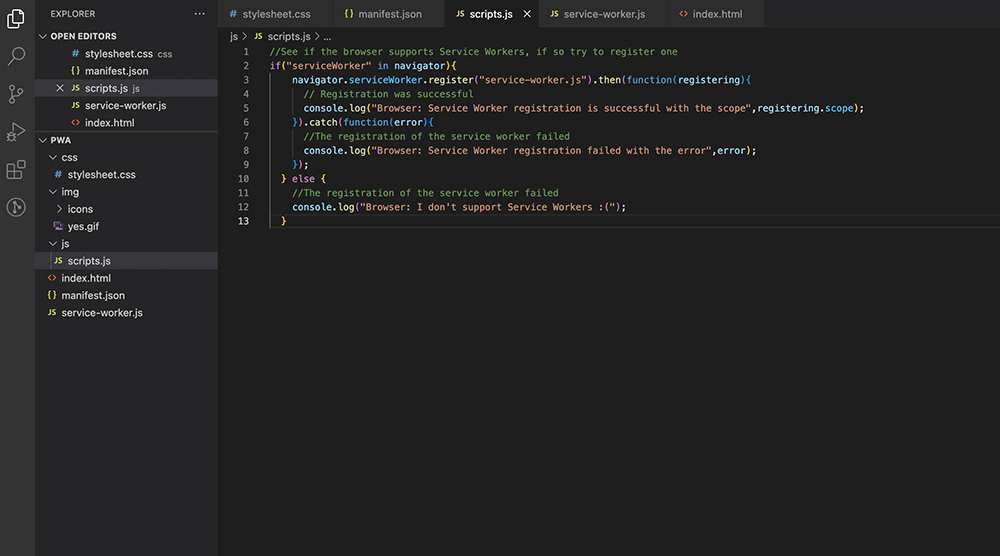 EXPLORER
OPEN EDITORS
# stylesheet.css css
{} manifest.json
JS scripts.js js
JS service-worker.js
<> index.html
PWA
css
# stylesheet.css
img
icons
yes.gif
js
JS scripts.js
<> index.html
{} manifest.json
JS service-worker.js
# stylesheet.css {} manifest.json JS scripts.js JS service-worker.js <> index.html
js > JS scripts.js > ...
1 //See if the browser supports Service Workers, if so try to register one
2 if("serviceWorker" in navigator){
3 navigator.serviceWorker.register("service-worker.js").then(function(registering){
4 // Registration was successful
5 console.log("Browser: Service Worker registration is successful with the scope",registering.scope);
6 }).catch(function(error){
7 //The registration of the service worker failed
8 console.log("Browser: Service Worker registration failed with the error",error);
9 });
10 } else {
11 //The registration of the service worker failed
12 console.log("Browser: I don't support Service Workers :(");
13 }